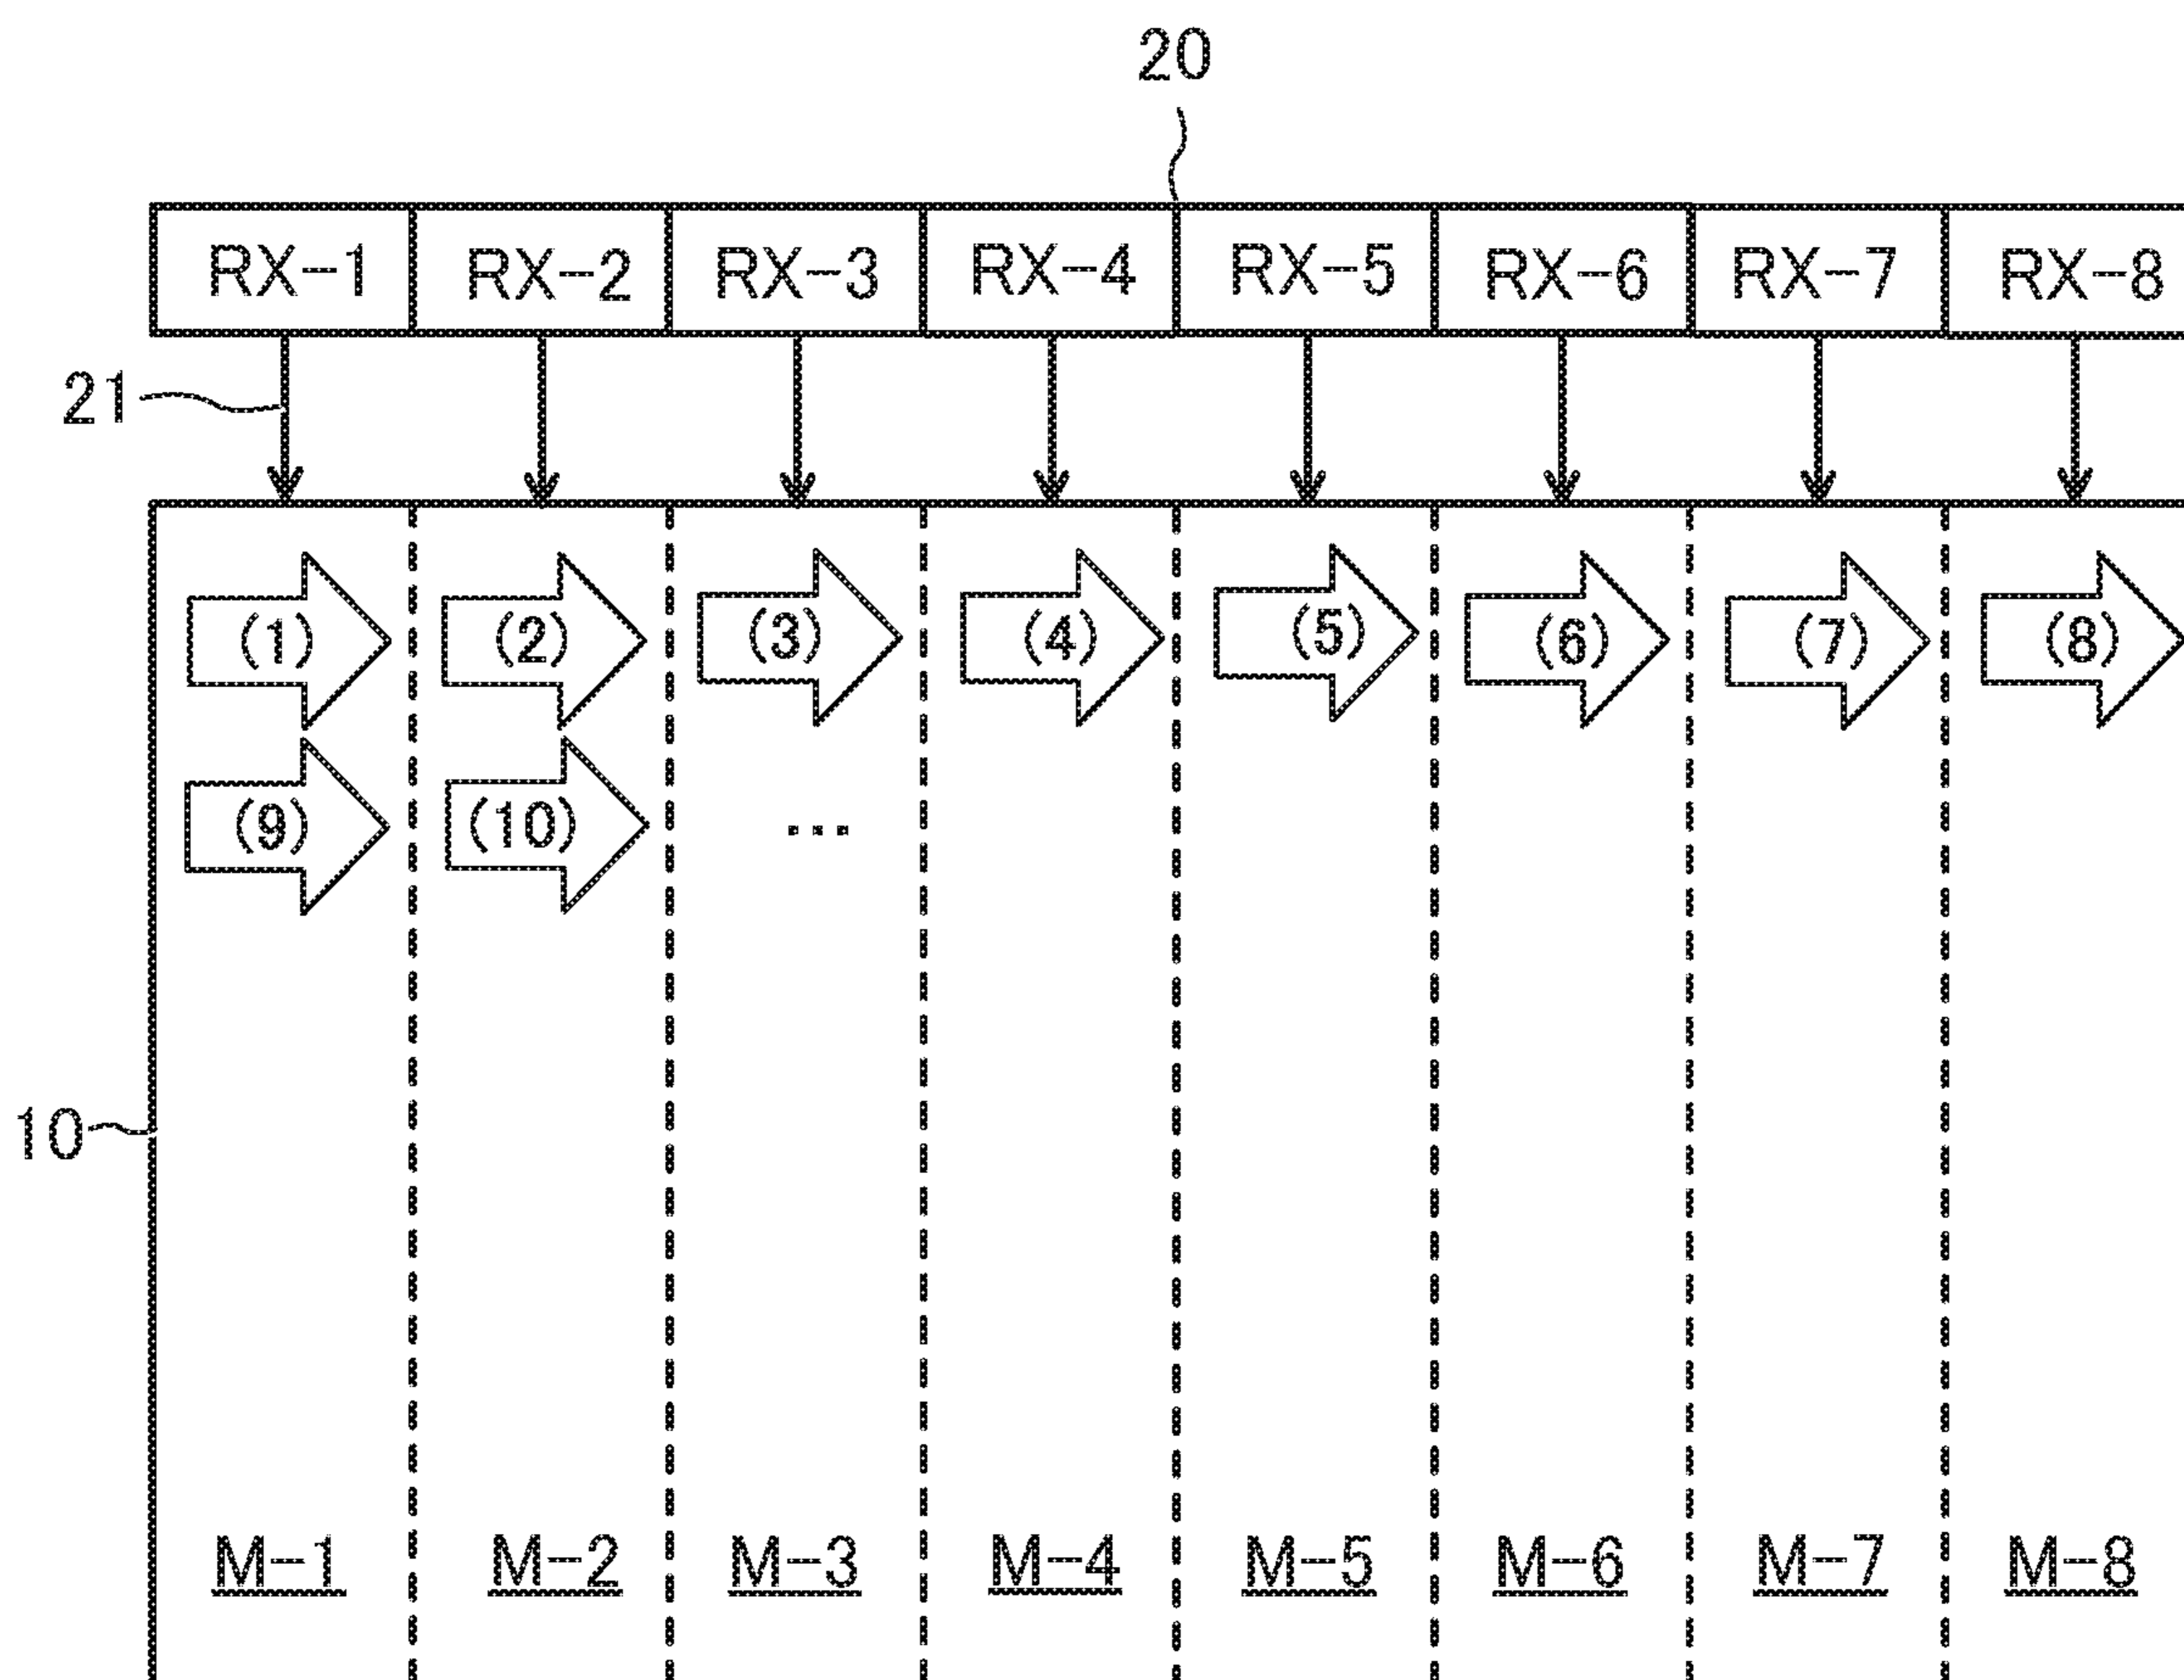 20
RX-1 RX-2 RX-3 RX-4 RX-5 RX-6 RX-7 RX-8
21
(1) (2) (3) (4) (5) (6) (7) (8)
(9) (10) ...
10
M-1 M-2 M-3 M-4 M-5 M-6 M-7 M-8